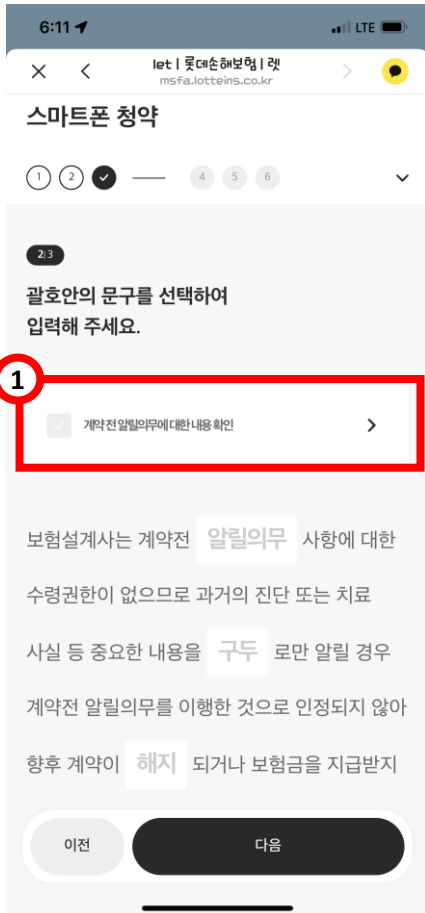 6:11
LTE
let | 롯데손해보험 | 렛
msfa.lotteins.co.kr
스마트폰 청약
1 2 4 5 6
2|3
괄호안의 문구를 선택하여
입력해 주세요.
1
계약 전 알릴의무에 대한 내용 확인
보험설계사는 계약전 알릴의무 사항에 대한
수령권한이 없으므로 과거의 진단 또는 치료
사실 등 중요한 내용을 구두 로만 알릴 경우
계약전 알릴의무를 이행한 것으로 인정되지 않아
향후 계약이 해지 되거나 보험금을 지급받지
이전 다음